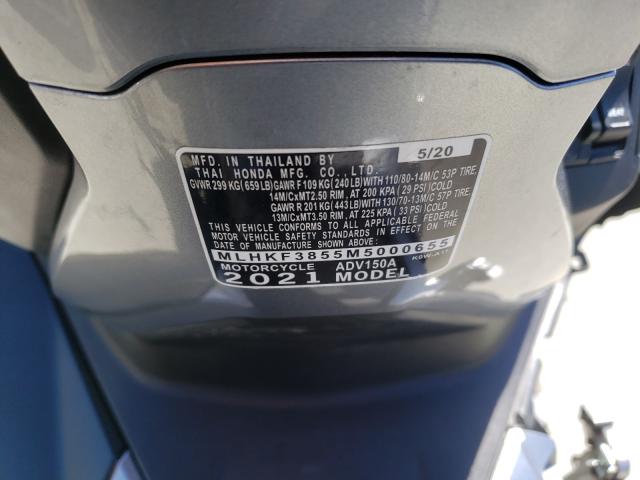 MFD. IN THAILAND BY 5/20
THAI HONDA MFG. CO.,LTD.
GVWR 299 KG(659 LB)GAWR F 109 KG(240 LB)WITH 110/80-14M/C 53P TIRE,
14M/CxMT2.50 RIM, AT 200 KPA (29 PSI)COLD
GAWR R 201 KG(443 LB)WITH 130/70-13M/C 57P TIRE,
13M/CxMT3.50 RIM, AT 225 KPA (33 PSI)COLD
THIS VEHICLE CONFORMS TO ALL APPLICABLE FEDERAL
MOTOR VEHICLE SAFETY STANDARDS IN EFFECT ON
THE DATE OF MANUFACTURE SHOWN ABOVE.
MLHKF3855M5000655
MOTORCYCLE ADV150A K0W-A11
2021 MODEL